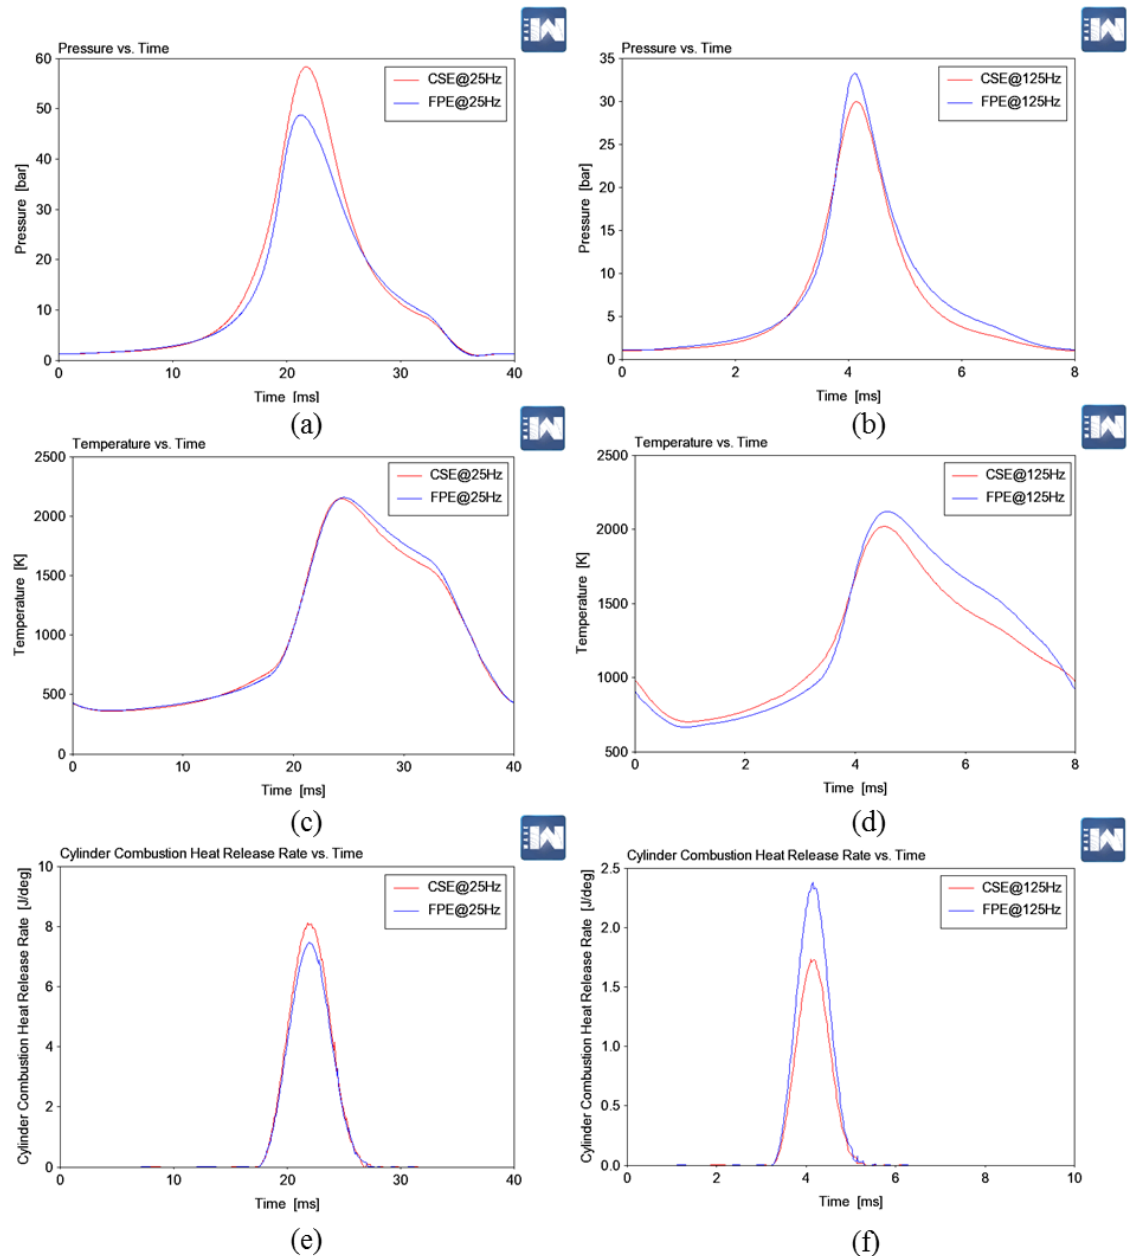 Pressure vs. Time
60
50
40
30
20
10
0
Pressure [bar]
CSE@25Hz
FPE@25Hz
0 10 20 30 40
Time [ms]
(a)
Pressure vs. Time
35
30
25
20
15
10
5
0
Pressure [bar]
CSE@125Hz
FPE@125Hz
0 2 4 6 8
Time [ms]
(b)
Temperature vs. Time
2500
2000
1500
1000
500
0
Temperature [K]
CSE@25Hz
FPE@25Hz
0 10 20 30 40
Time [ms]
(c)
Temperature vs. Time
2500
2000
1500
1000
500
Temperature [K]
CSE@125Hz
FPE@125Hz
0 2 4 6 8
Time [ms]
(d)
Cylinder Combustion Heat Release Rate vs. Time
10
8
6
4
2
0
Cylinder Combustion Heat Release Rate [J/deg]
CSE@25Hz
FPE@25Hz
0 10 20 30 40
Time [ms]
(e)
Cylinder Combustion Heat Release Rate vs. Time
2.5
2.0
1.5
1.0
0.5
0.0
Cylinder Combustion Heat Release Rate [J/deg]
CSE@125Hz
FPE@125Hz
0 2 4 6 8 10
Time [ms]
(f)